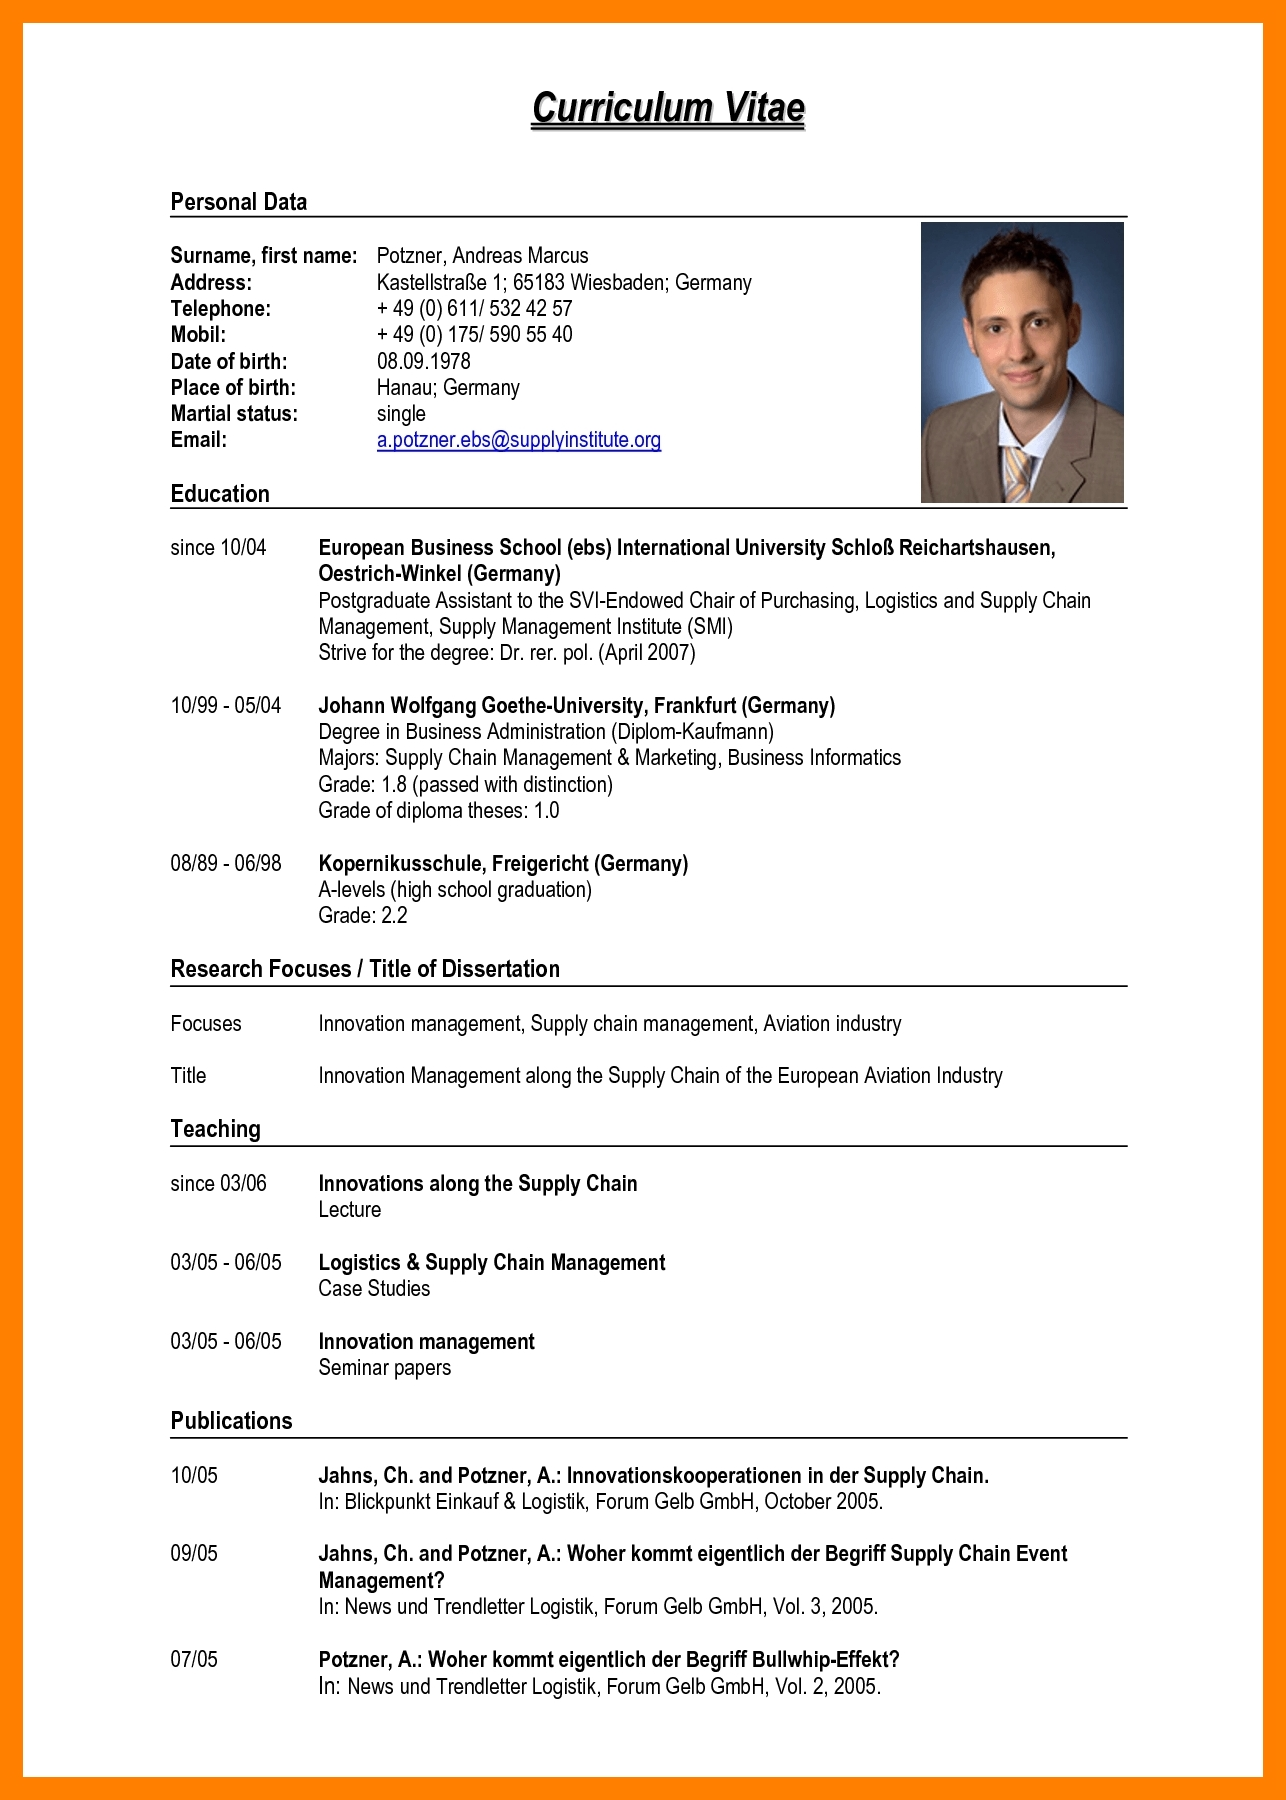 Curriculum Vitae
Personal Data
Surname, first name: Potzner, Andreas Marcus
Address: Kastellstraße 1; 65183 Wiesbaden; Germany
Telephone: + 49 (0) 611/ 532 42 57
Mobil: + 49 (0) 175/ 590 55 40
Date of birth: 08.09.1978
Place of birth: Hanau; Germany
Martial status: single
Email: a.potzner.ebs@supplyinstitute.org
Education
since 10/04 European Business School (ebs) International University Schloß Reichartshausen,
Oestrich-Winkel (Germany)
Postgraduate Assistant to the SVI-Endowed Chair of Purchasing, Logistics and Supply Chain
Management, Supply Management Institute (SMI)
Strive for the degree: Dr. rer. pol. (April 2007)
10/99 - 05/04 Johann Wolfgang Goethe-University, Frankfurt (Germany)
Degree in Business Administration (Diplom-Kaufmann)
Majors: Supply Chain Management & Marketing, Business Informatics
Grade: 1.8 (passed with distinction)
Grade of diploma theses: 1.0
08/89 - 06/98 Kopernikusschule, Freigericht (Germany)
A-levels (high school graduation)
Grade: 2.2
Research Focuses / Title of Dissertation
Focuses Innovation management, Supply chain management, Aviation industry
Title Innovation Management along the Supply Chain of the European Aviation Industry
Teaching
since 03/06 Innovations along the Supply Chain
Lecture
03/05 - 06/05 Logistics & Supply Chain Management
Case Studies
03/05 - 06/05 Innovation management
Seminar papers
Publications
10/05 Jahns, Ch. and Potzner, A.: Innovationskooperationen in der Supply Chain.
In: Blickpunkt Einkauf & Logistik, Forum Gelb GmbH, October 2005.
09/05 Jahns, Ch. and Potzner, A.: Woher kommt eigentlich der Begriff Supply Chain Event
Management?
In: News und Trendletter Logistik, Forum Gelb GmbH, Vol. 3, 2005.
07/05 Potzner, A.: Woher kommt eigentlich der Begriff Bullwhip-Effekt?
In: News und Trendletter Logistik, Forum Gelb GmbH, Vol. 2, 2005.